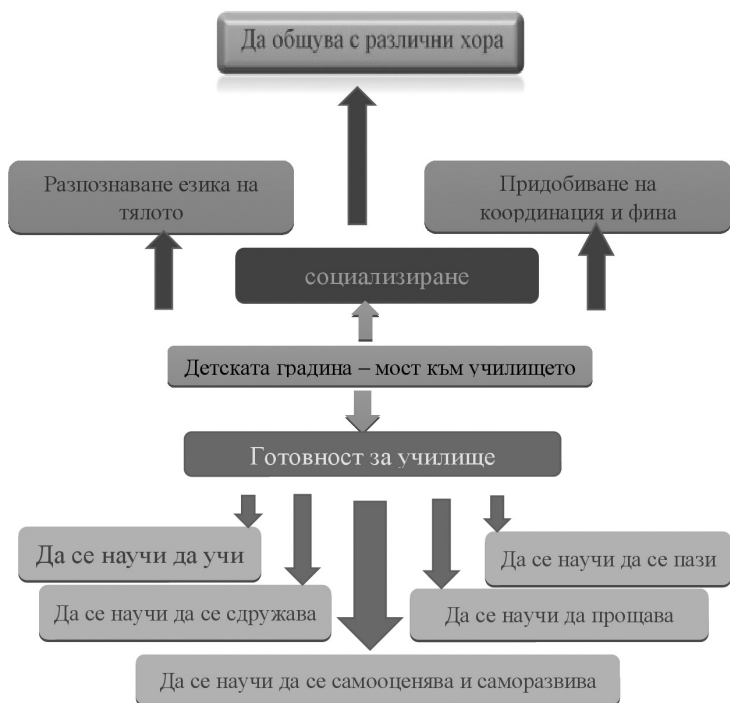 Да общува с различни хора
Разпознаване езика на
тялото
Придобиване на
координация и фина
социализиране
Детската градина – мост към училището
Готовност за училище
Да се научи да учи
Да се научи да се пази
Да се научи да се сдружава
Да се научи да прощава
Да се научи да се самооценява и саморазвива